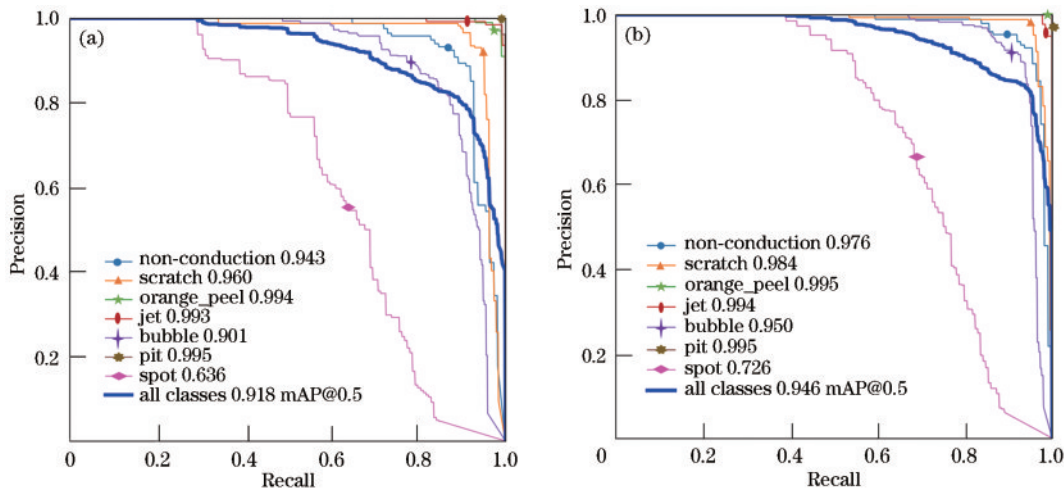 1.0
(a)
0.8
0.6
Precision
0.4
0.2
non-conduction 0.943
scratch 0.960
orange_peel 0.994
jet 0.993
bubble 0.901
pit 0.995
spot 0.636
all classes 0.918 mAP@0.5
0
0.2
0.4
0.6
0.8
1.0
Recall
1.0
(b)
0.8
0.6
Precision
0.4
0.2
non-conduction 0.976
scratch 0.984
orange_peel 0.995
jet 0.994
bubble 0.950
pit 0.995
spot 0.726
all classes 0.946 mAP@0.5
0
0.2
0.4
0.6
0.8
1.0
Recall